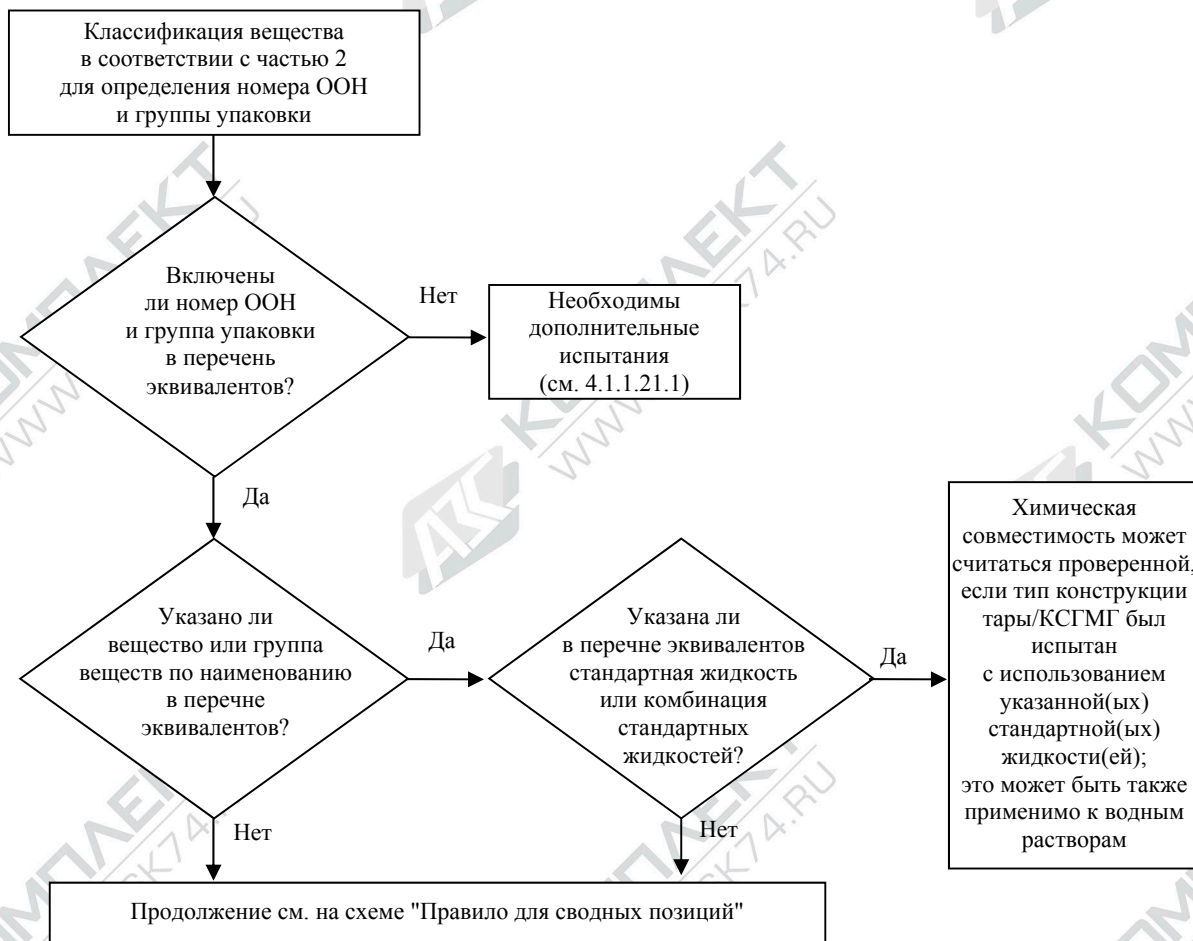 Классификация вещества
в соответствии с частью 2
для определения номера ООН
и группы упаковки
Включены
ли номер ООН
и группа упаковки
в перечень
эквивалентов?
Нет
Необходимы
дополнительные
испытания
(см. 4.1.1.21.1)
Да
Указано ли
вещество или группа
веществ по наименованию
в перечне
эквивалентов?
Да
Указана ли
в перечне эквивалентов
стандартная жидкость
или комбинация
стандартных
жидкостей?
Да
Химическая
совместимость может
считаться проверенной,
если тип конструкции
тары/КСГМГ был
испытан
с использованием
указанной(ых)
стандартной(ых)
жидкости(ей);
это может быть также
применимо к водным
растворам
Нет
Нет
Продолжение см. на схеме "Правило для сводных позиций"